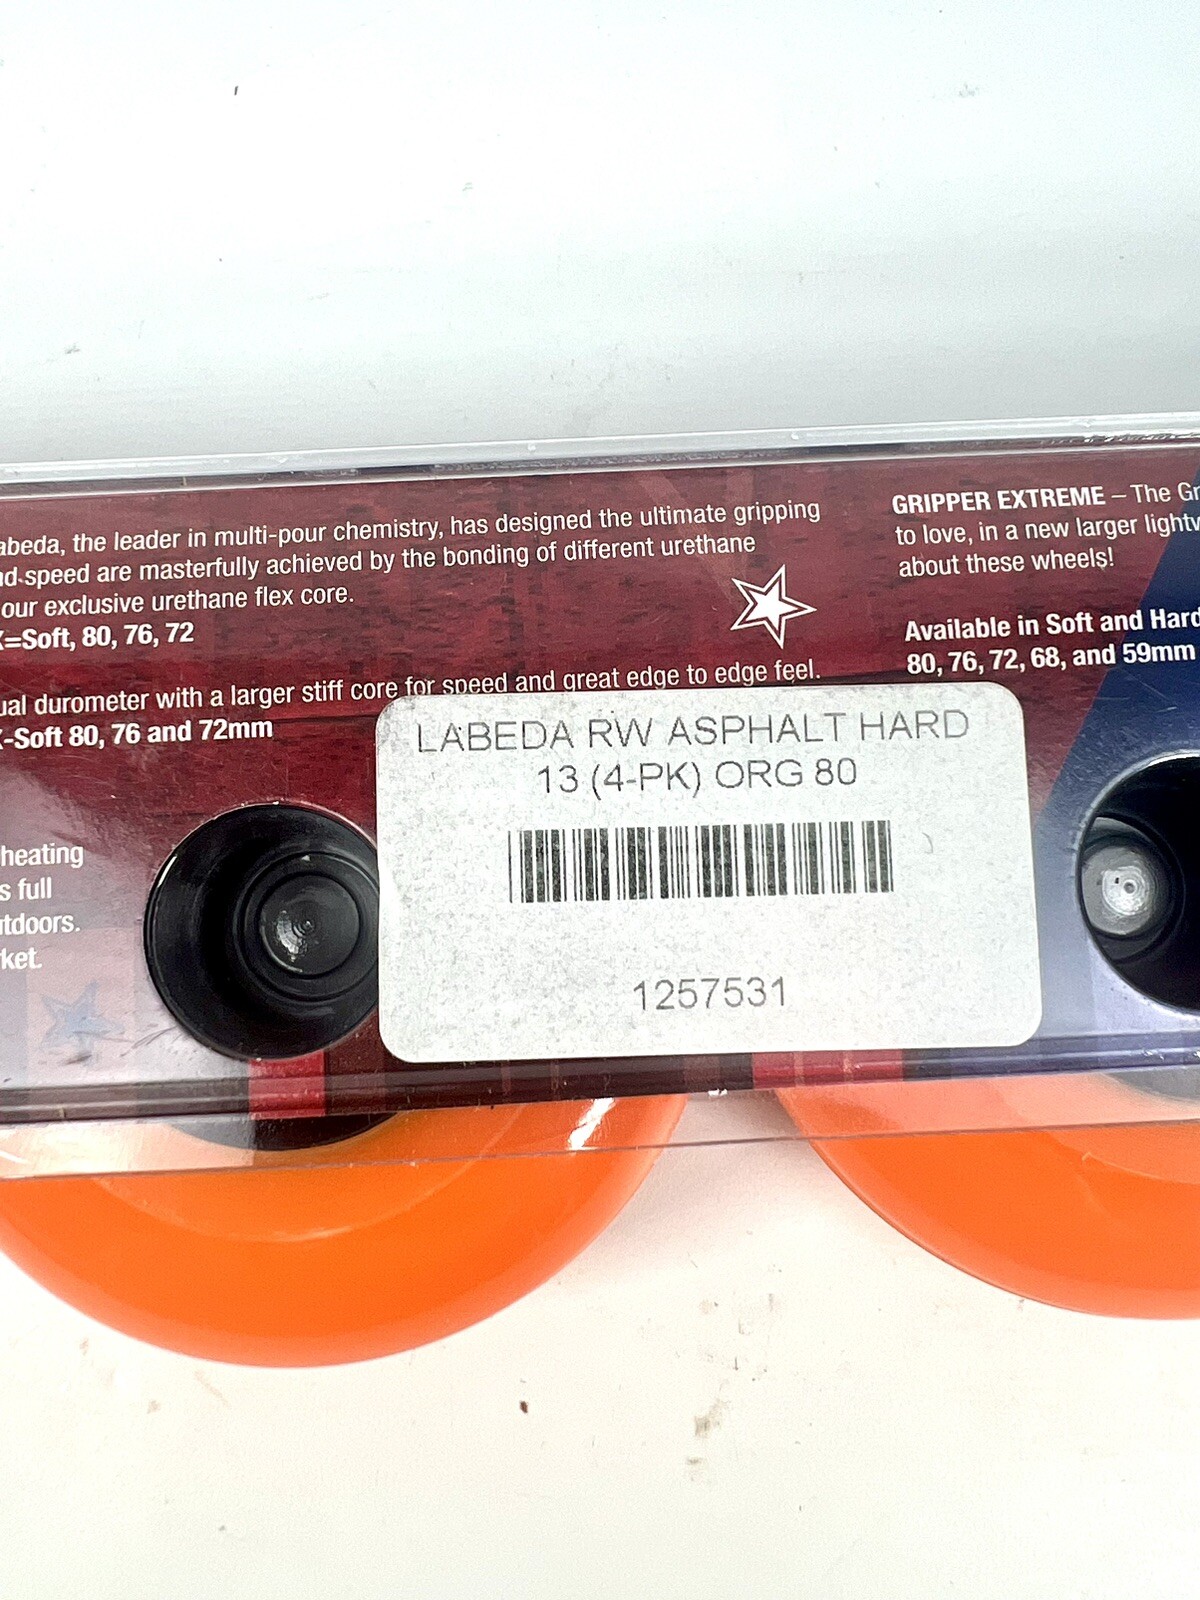 abeda, the leader in multi-pour chemistry, has designed the ultimate gripping
d speed are masterfully achieved by the bonding of different urethane
our exclusive urethane flex core.
=Soft, 80, 76, 72
ual durometer with a larger stiff core for speed and great edge to edge feel.
-Soft 80, 76 and 72mm
heating
s full
tdoors.
ket.
GRIPPER EXTREME – The Gr
to love, in a new larger lightw
about these wheels!
Available in Soft and Hard
80, 76, 72, 68, and 59mm
LABEDA RW ASPHALT HARD
13 (4-PK) ORG 80
1257531